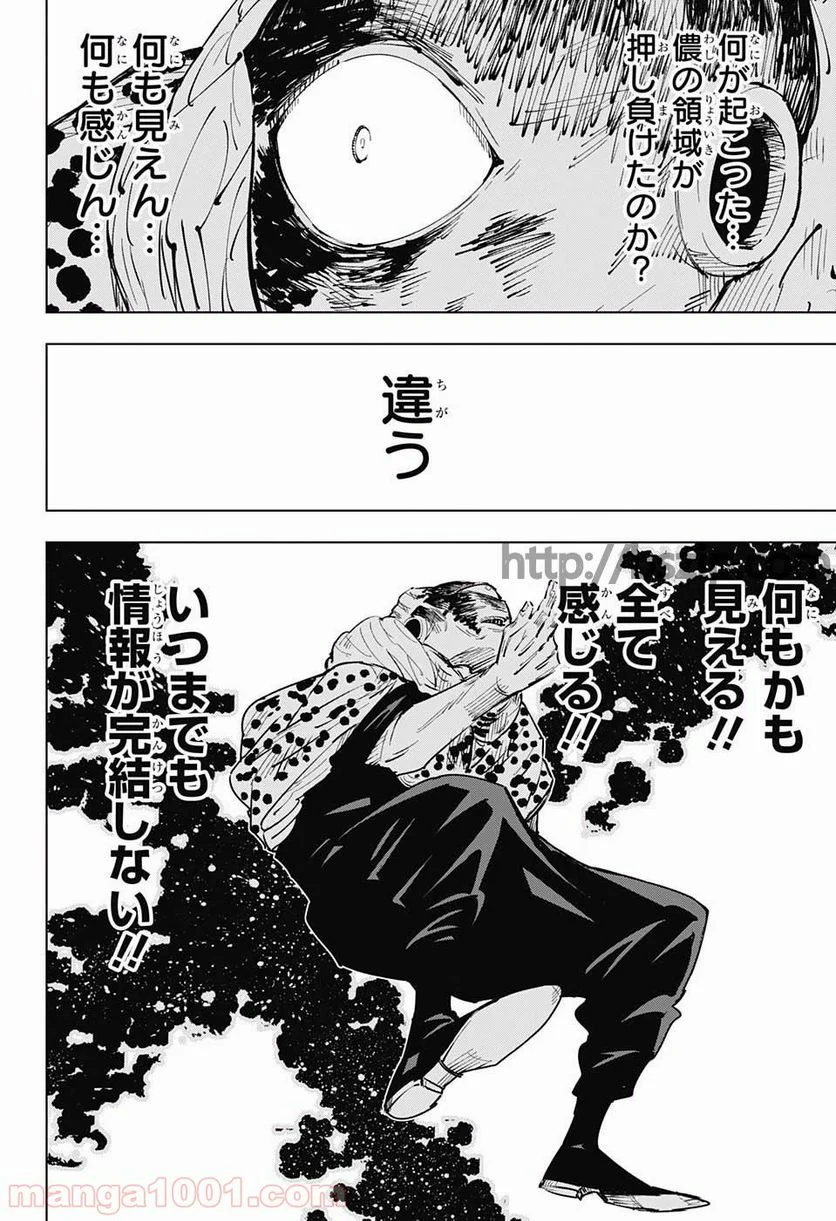 何が起こった…
儂の領域が
押し負けたのか？
何も見えん…
何も感じん…
違う
何もかも
見える!!
全て
感じる!!
いつまでも
情報が完結しない!!
manga1001.com